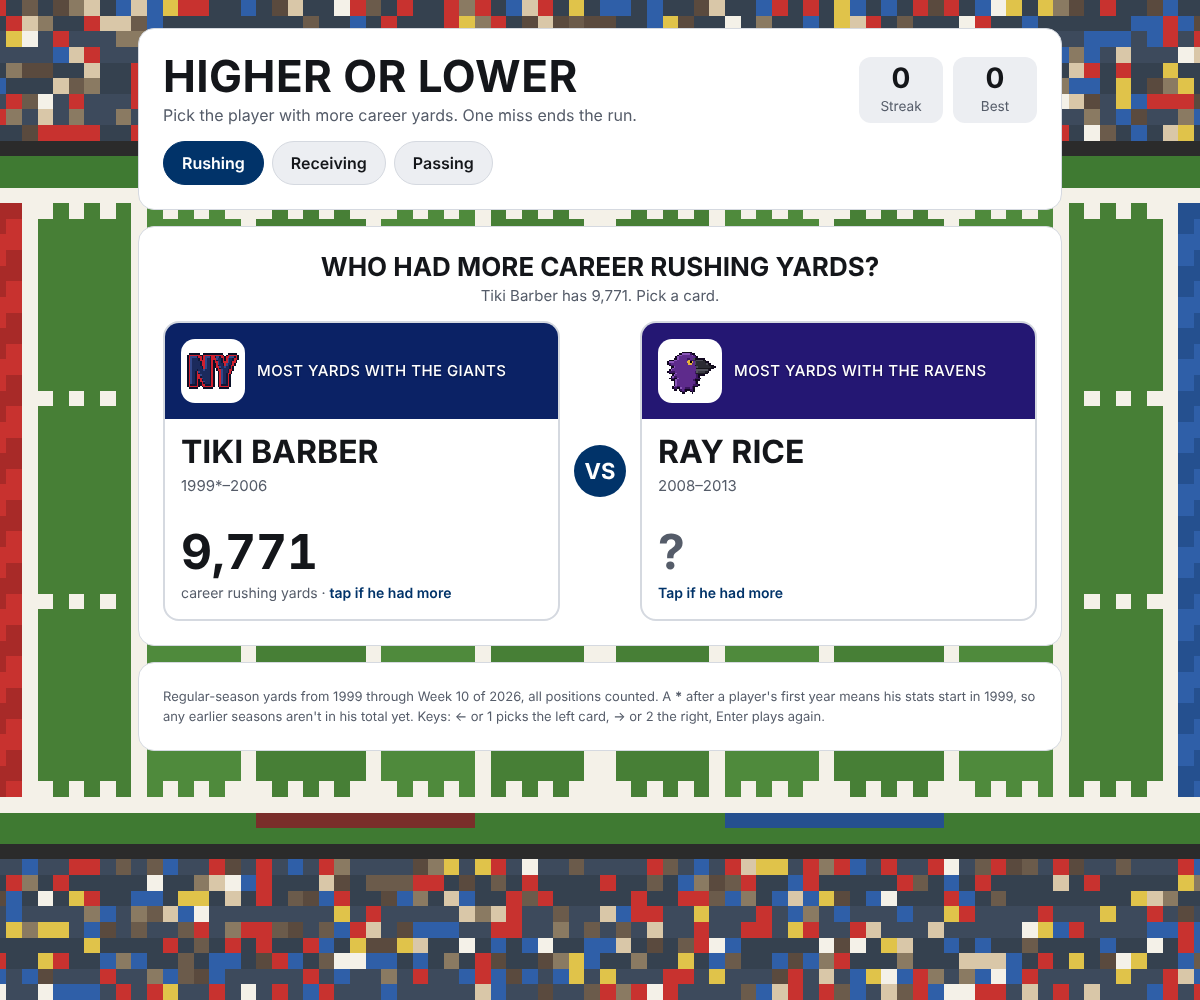 HIGHER OR LOWER
Pick the player with more career yards. One miss ends the run.
0
Streak
0
Best
Rushing
Receiving
Passing
WHO HAD MORE CAREER RUSHING YARDS?
Tiki Barber has 9,771. Pick a card.
NY
MOST YARDS WITH THE GIANTS
TIKI BARBER
1999*–2006
9,771
career rushing yards · tap if he had more
VS
MOST YARDS WITH THE RAVENS
RAY RICE
2008–2013
?
Tap if he had more
Regular-season yards from 1999 through Week 10 of 2026, all positions counted. A * after a player's first year means his stats start in 1999, so
any earlier seasons aren't in his total yet. Keys: ← or 1 picks the left card, → or 2 the right, Enter plays again.